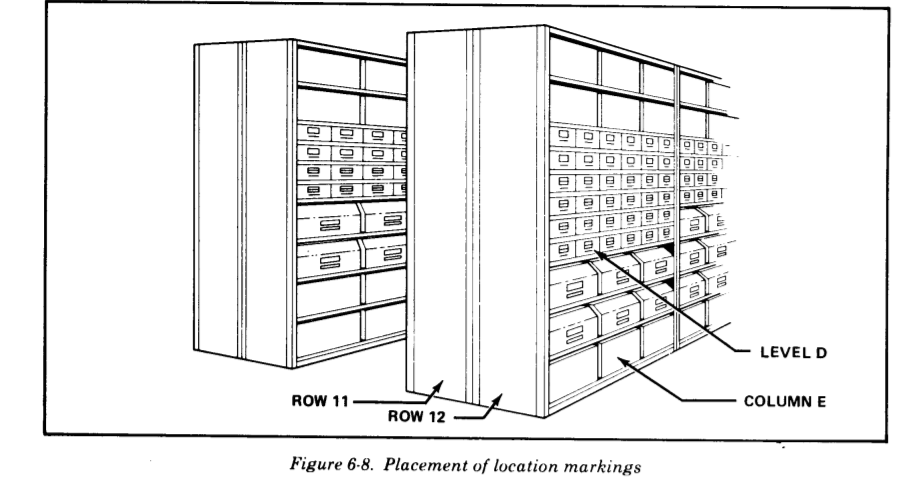 LEVEL D
COLUMN E
ROW 11
ROW 12
Figure 6-8. Placement of location markings